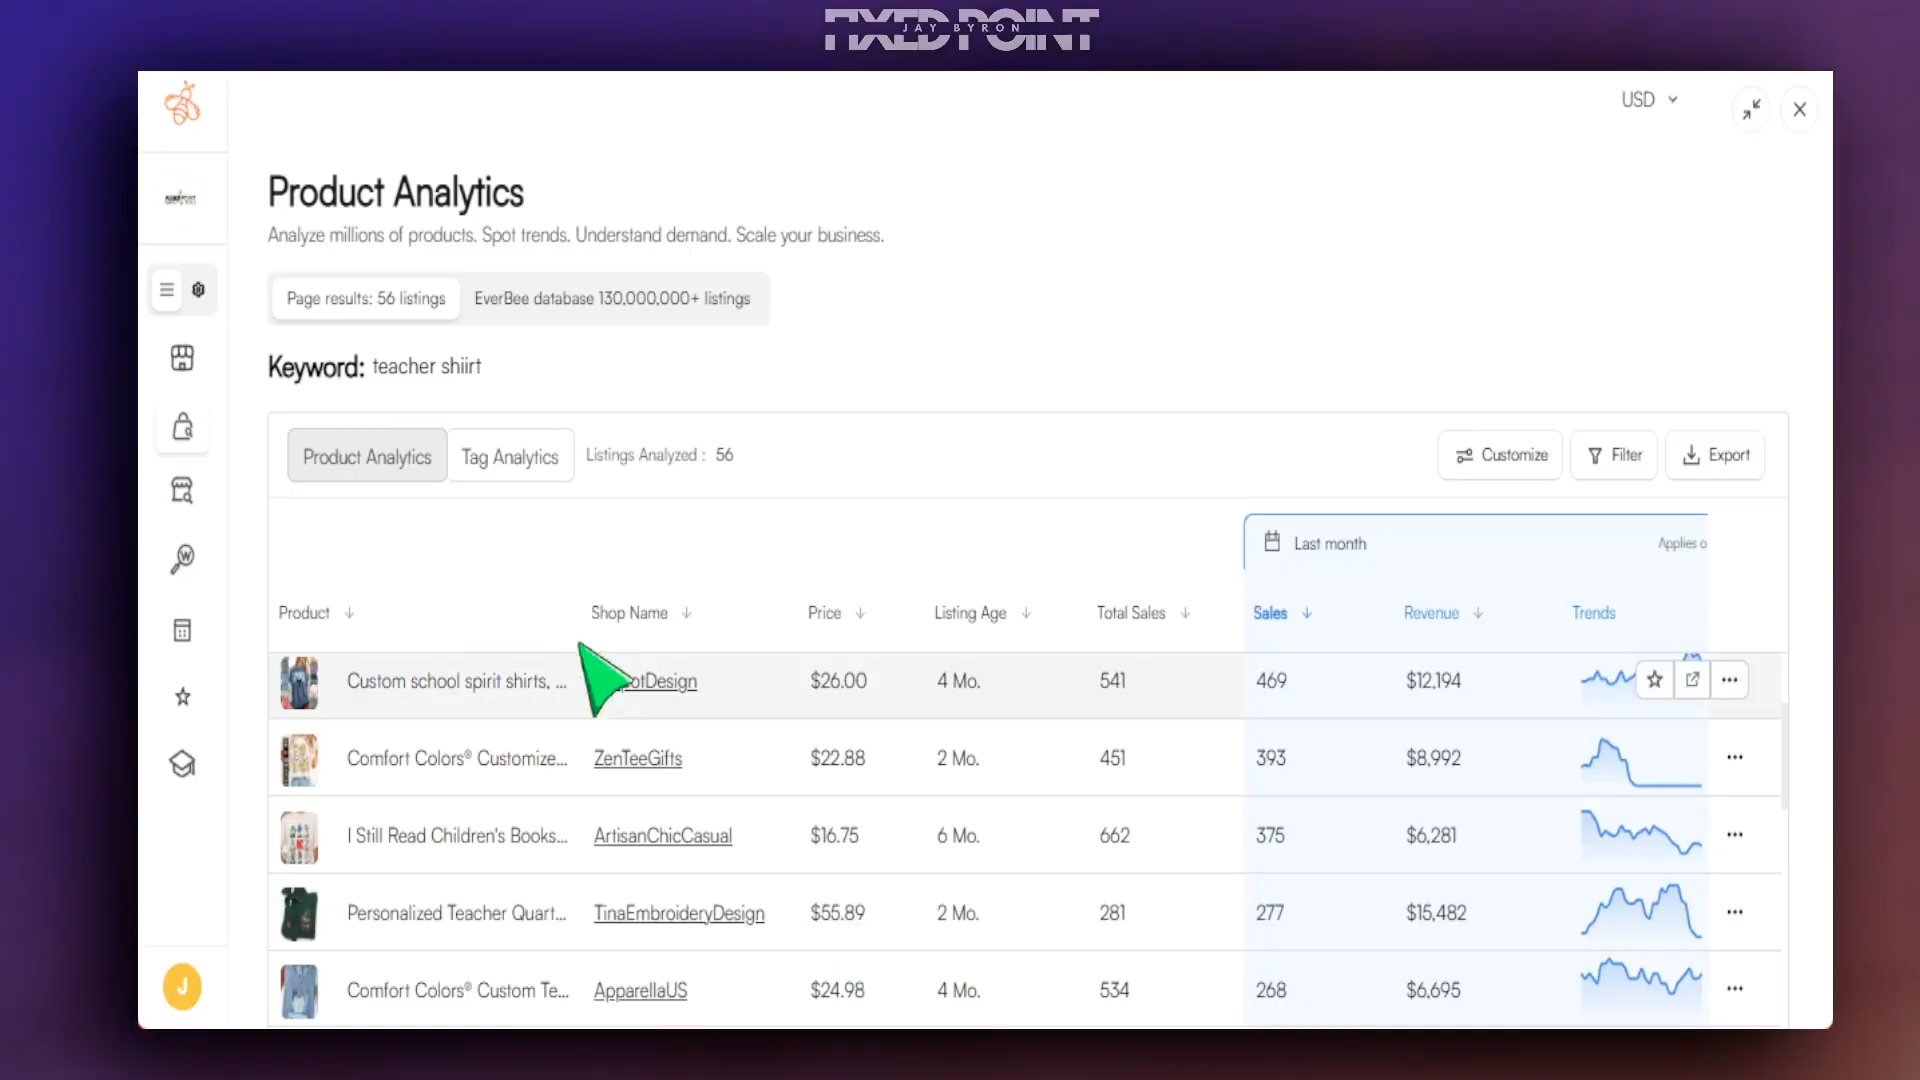 FIXED POINT
JAY BYRON
USD
Product Analytics
Analyze millions of products. Spot trends. Understand demand. Scale your business.
Page results: 56 listings EverBee database 130,000,000+ listings
Keyword: teacher shiirt
Product Analytics Tag Analytics Listings Analyzed : 56 Customize Filter Export
Last month Applies o
Product Shop Name Price Listing Age Total Sales Sales Revenue Trends
Custom school spirit shirts, ... otDesign $26.00 4 Mo. 541 469 $12,194
Comfort Colors® Customize... ZenTeeGifts $22.88 2 Mo. 451 393 $8,992
I Still Read Children's Books... ArtisanChicCasual $16.75 6 Mo. 662 375 $6,281
Personalized Teacher Quart... TinaEmbroideryDesign $55.89 2 Mo. 281 277 $15,482
Comfort Colors® Custom Te... ApparellaUS $24.98 4 Mo. 534 268 $6,695
J